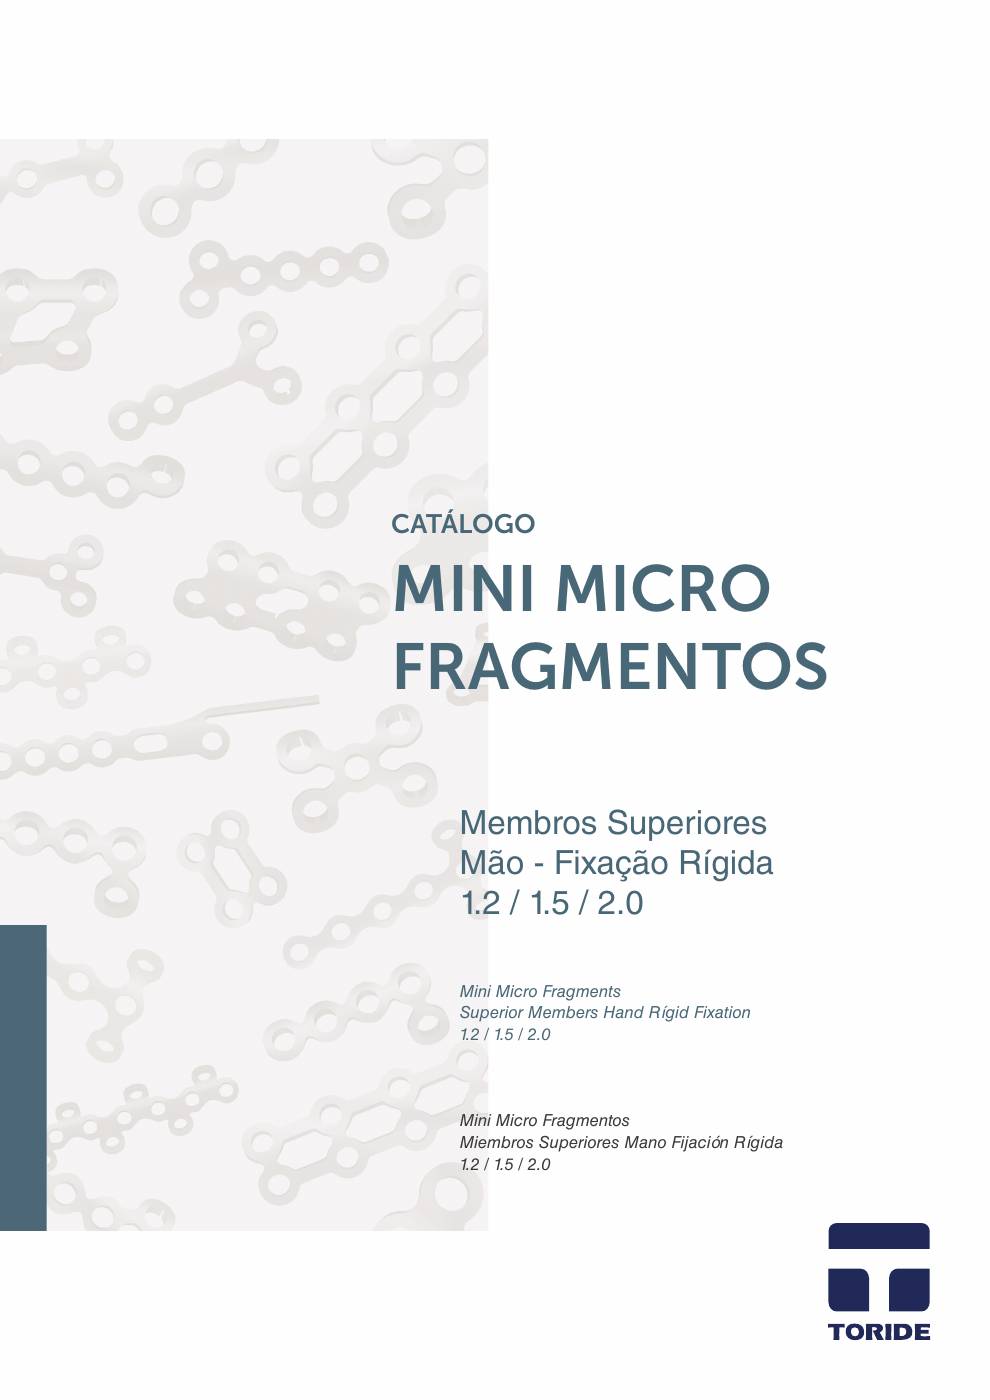 CATÁLOGO
MINI MICRO
FRAGMENTOS
Membros Superiores
Mão - Fixação Rígida
1.2 / 1.5 / 2.0
Mini Micro Fragments
Superior Members Hand Rígid Fixation
1.2 / 1.5 / 2.0
Mini Micro Fragmentos
Miembros Superiores Mano Fijación Rígida
1.2 / 1.5 / 2.0
TORIDE